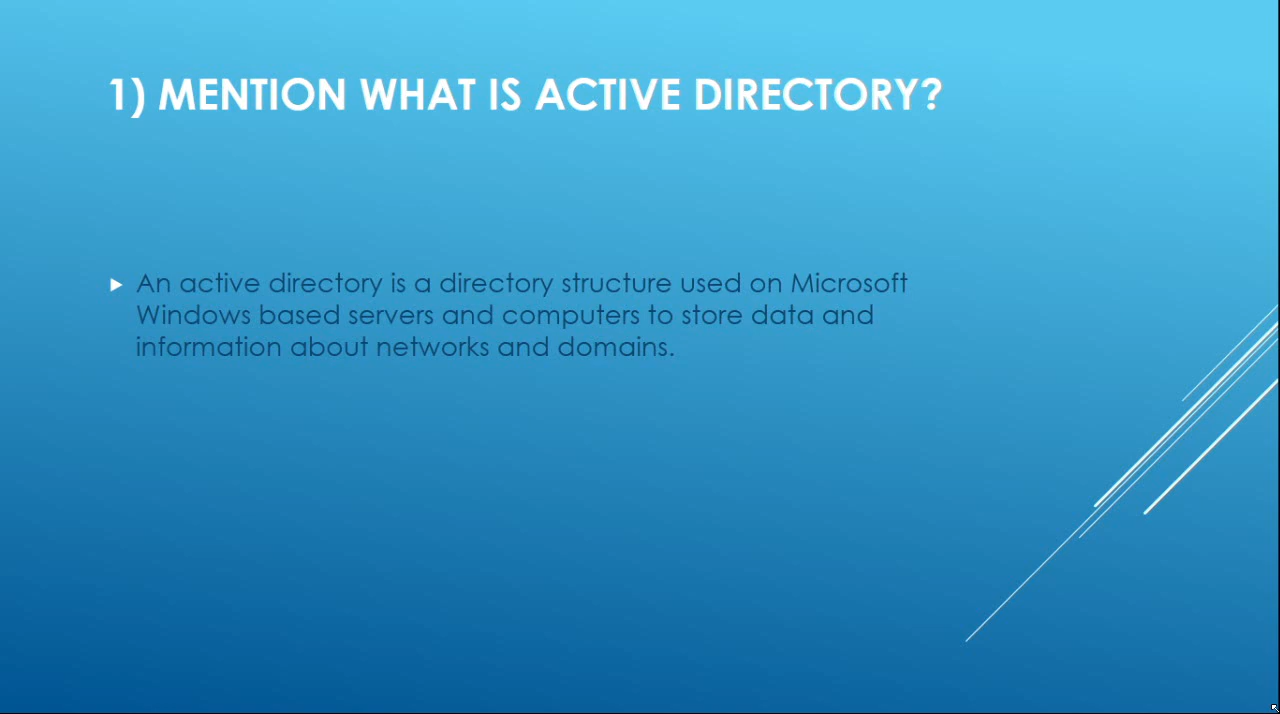 1) MENTION WHAT IS ACTIVE DIRECTORY?
An active directory is a directory structure used on Microsoft
Windows based servers and computers to store data and
information about networks and domains.